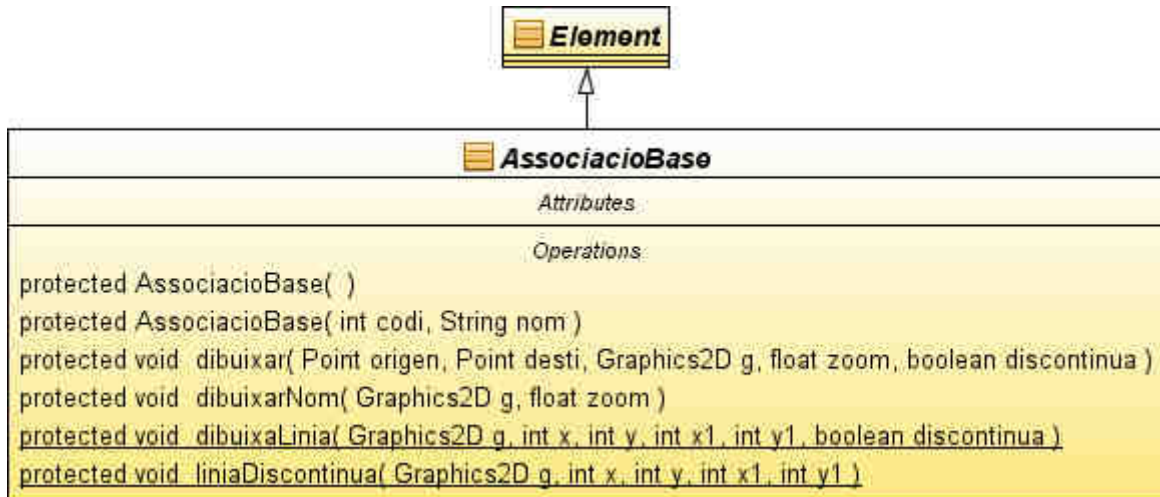 Element
AssociacioBase
Attributes
Operations
protected AssociacioBase( )
protected AssociacioBase( int codi, String nom )
protected void dibuixar( Point origen, Point desti, Graphics2D g, float zoom, boolean discontinua )
protected void dibuixarNom( Graphics2D g, float zoom )
protected void dibuixaLinia( Graphics2D g, int x, int y, int x1, int y1, boolean discontinua )
protected void liniaDiscontinua( Graphics2D g, int x, int y, int x1, int y1 )